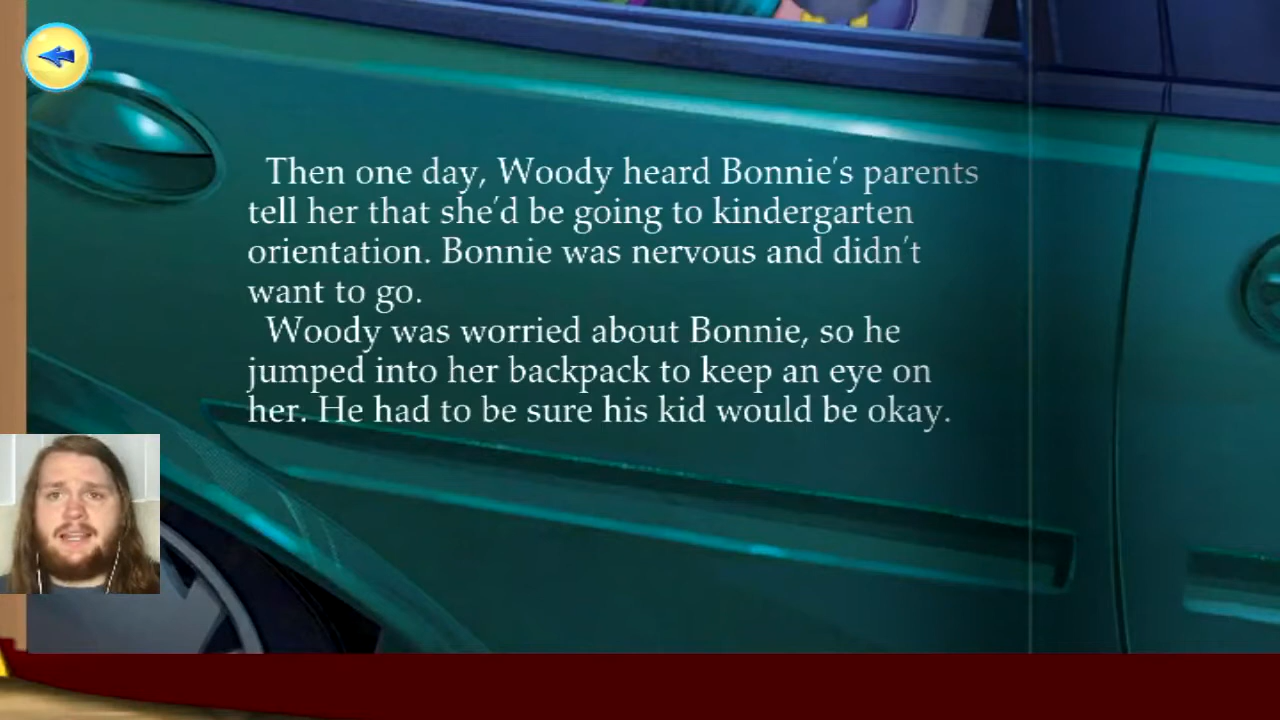 Then one day, Woody heard Bonnie's parents
tell her that she'd be going to kindergarten
orientation. Bonnie was nervous and didn't
want to go.
Woody was worried about Bonnie, so he
jumped into her backpack to keep an eye on
her. He had to be sure his kid would be okay.